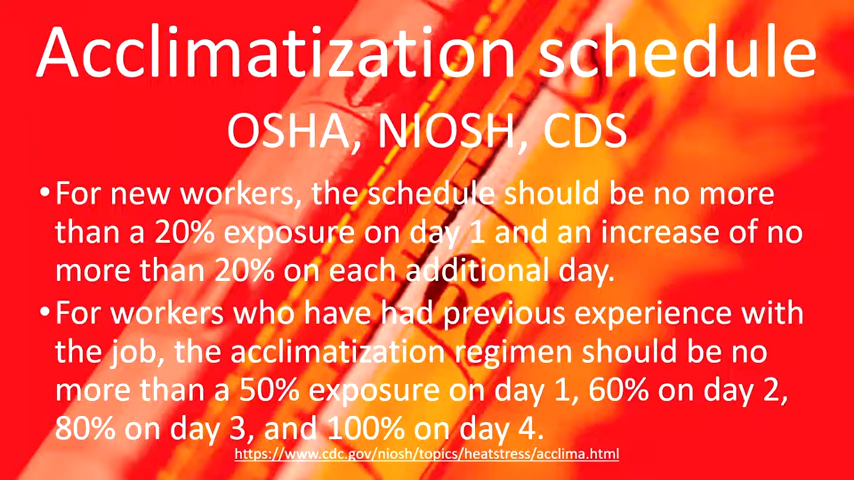 Acclimatization schedule
OSHA, NIOSH, CDS
•For new workers, the schedule should be no more
than a 20% exposure on day 1 and an increase of no
more than 20% on each additional day.
•For workers who have had previous experience with
the job, the acclimatization regimen should be no
more than a 50% exposure on day 1, 60% on day 2,
80% on day 3, and 100% on day 4.
https://www.cdc.gov/niosh/topics/heatstress/acclima.html